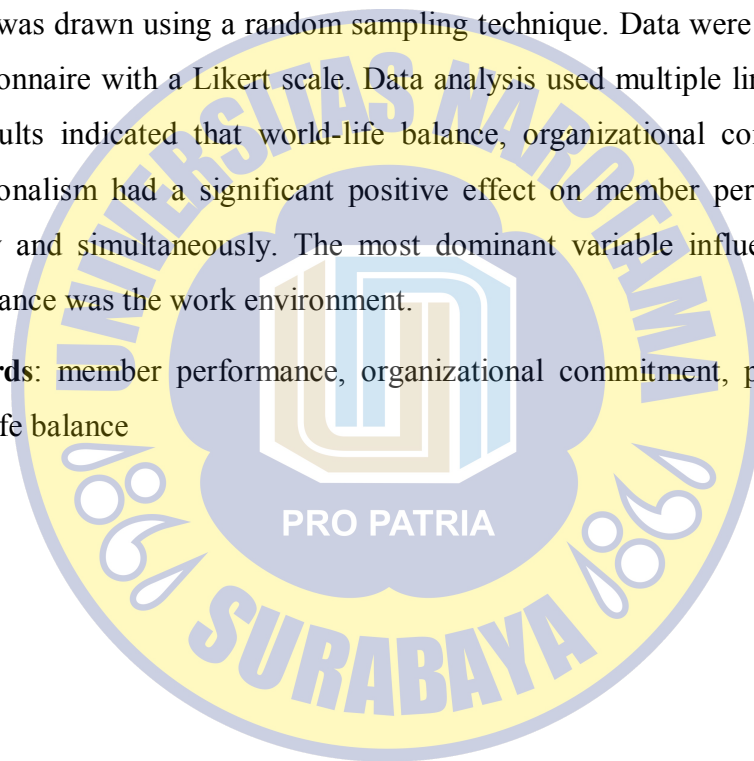 was drawn using a random sampling technique. Data were
onnaire with a Likert scale. Data analysis used multiple lin
ults indicated that world-life balance, organizational co
onalism had a significant positive effect on member per
and simultaneously. The most dominant variable influe
ance was the work environment.
rds: member performance, organizational commitment, p
fe balance
UNIVERSITAS NAROTAMA
PRO PATRIA
SURABAYA